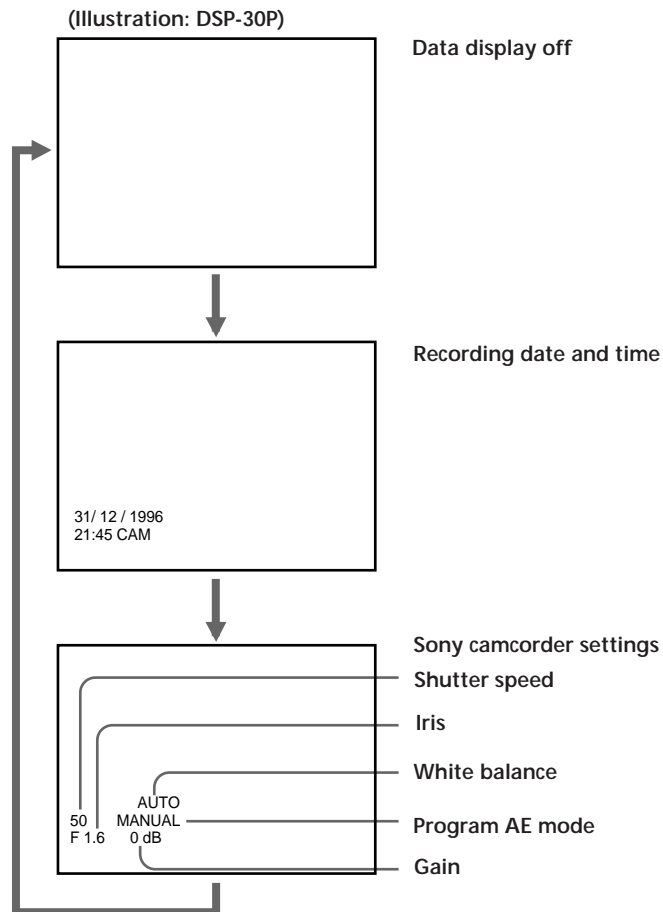 (Illustration: DSP-30P)
Data display off
Recording date and time
31/ 12 / 1996
21:45 CAM
Sony camcorder settings
Shutter speed
Iris
White balance
AUTO
50 MANUAL
Program AE mode
F 1.6 0 dB
Gain